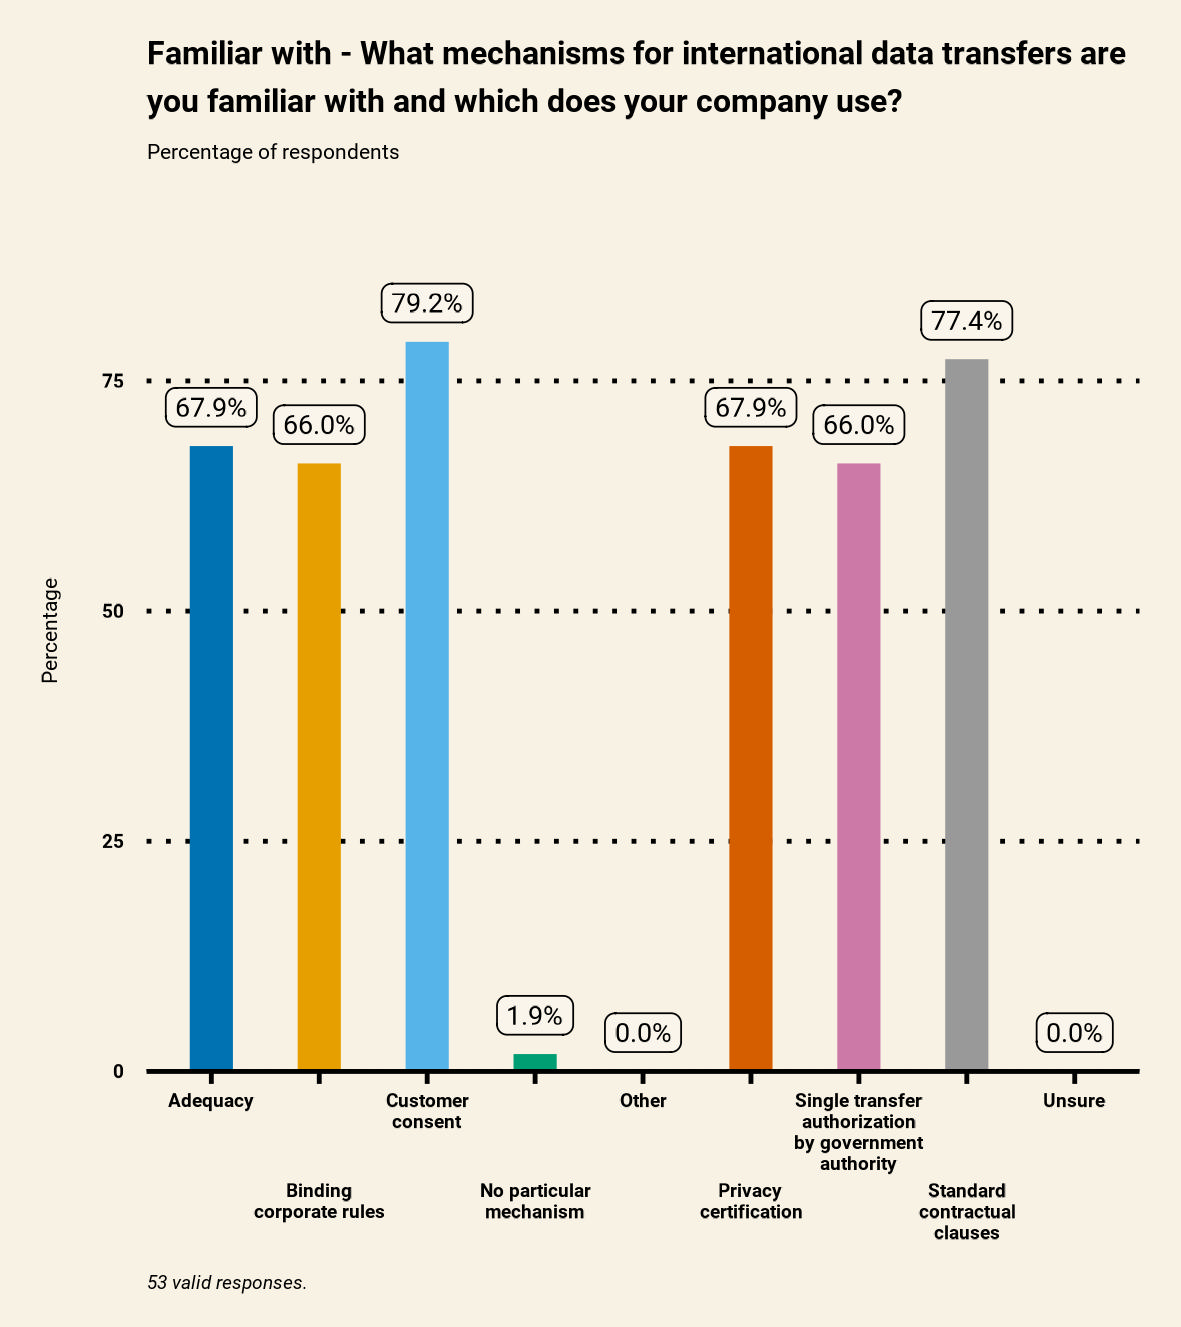 Familiar with - What mechanisms for international data transfers are
you familiar with and which does your company use?
Percentage of respondents
79.2%
77.4%
75
67.9%
66.0%
67.9%
66.0%
50
Percentage
25
1.9%
0.0%
0.0%
0
Adequacy
Customer
consent
Other
Single transfer
authorization
by government
authority
Unsure
Binding
corporate rules
No particular
mechanism
Privacy
certification
Standard
contractual
clauses
53 valid responses.